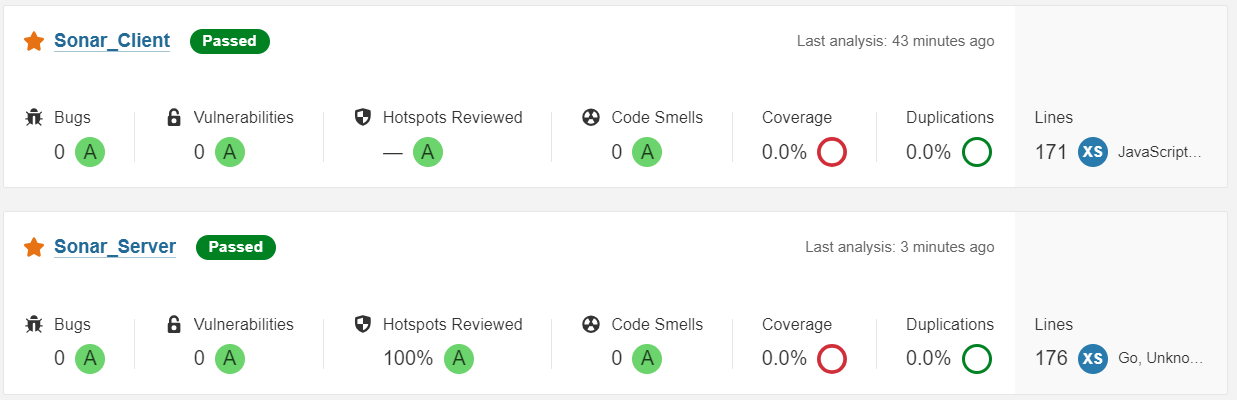 Sonar_Client Passed Last analysis: 43 minutes ago
Bugs Vulnerabilities Hotspots Reviewed Code Smells Coverage Duplications Lines
0 A 0 A — A 0 A 0.0% 0.0% 171 XS JavaScript...
Sonar_Server Passed Last analysis: 3 minutes ago
Bugs Vulnerabilities Hotspots Reviewed Code Smells Coverage Duplications Lines
0 A 0 A 100% A 0 A 0.0% 0.0% 176 XS Go, Unkno...